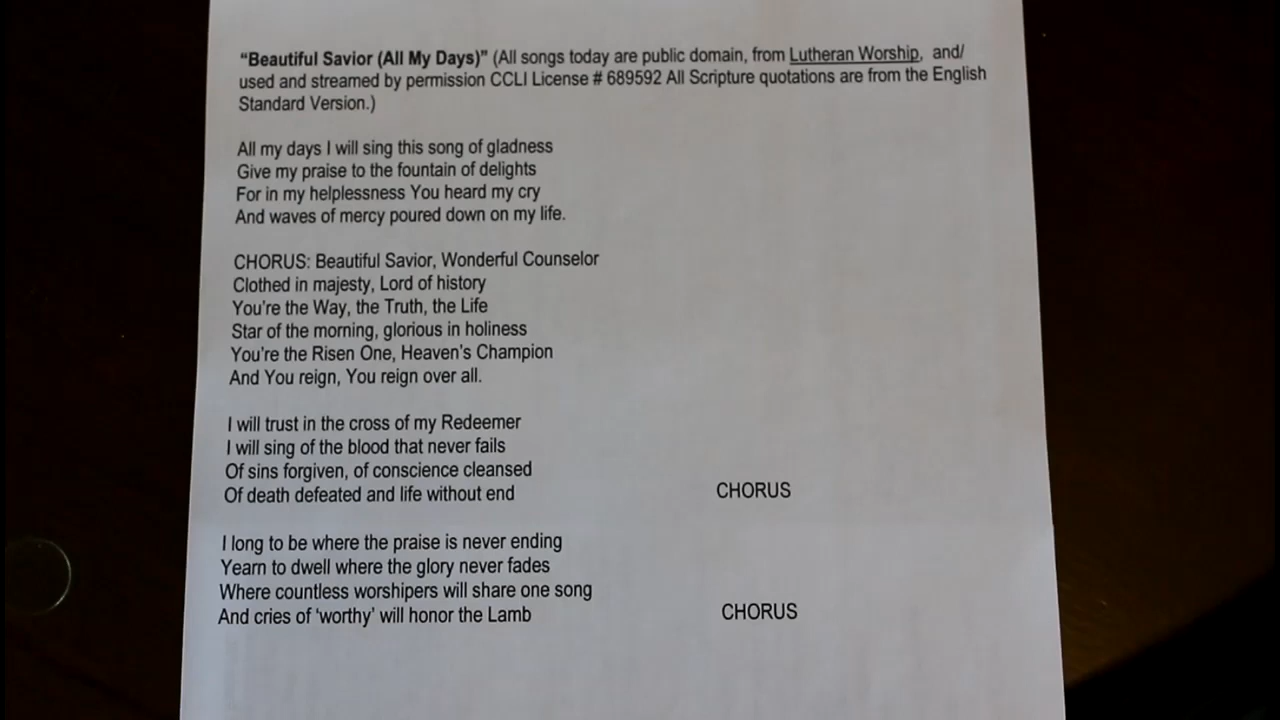 "Beautiful Savior (All My Days)" (All songs today are public domain, from Lutheran Worship, and/
used and streamed by permission CCLI License # 689592 All Scripture quotations are from the English
Standard Version.)
All my days I will sing this song of gladness
Give my praise to the fountain of delights
For in my helplessness You heard my cry
And waves of mercy poured down on my life.
CHORUS: Beautiful Savior, Wonderful Counselor
Clothed in majesty, Lord of history
You're the Way, the Truth, the Life
Star of the morning, glorious in holiness
You're the Risen One, Heaven's Champion
And You reign, You reign over all.
I will trust in the cross of my Redeemer
I will sing of the blood that never fails
Of sins forgiven, of conscience cleansed
Of death defeated and life without end CHORUS
I long to be where the praise is never ending
Yearn to dwell where the glory never fades
Where countless worshipers will share one song
And cries of 'worthy' will honor the Lamb CHORUS